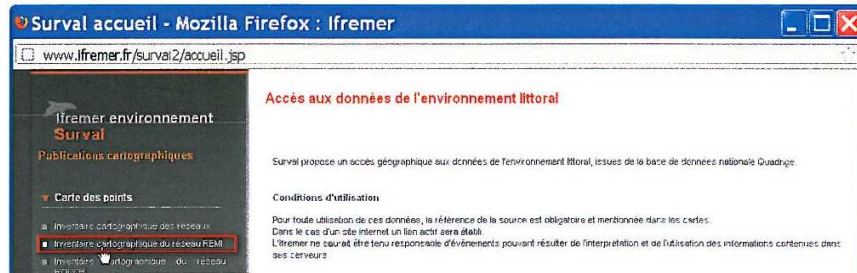 Surval accueil - Mozilla Firefox : Ifremer
www.ifremer.fr/surval2/accueil.jsp
Ifremer environnement
Surval
Publications cartographiques
Carte des points
Inventaire cartographique des réseaux
Inventaire cartographique du réseau REMI
Inventaire cartographique du réseau
Accès aux données de l'environnement littoral
Surval propose un accès géographique aux données de l'environnement littoral, issues de la base de données nationale Quadrige.
Conditions d'utilisation
Pour toute utilisation de ces données, la référence de la source est obligatoire et mentionnée dans les cartes.
Dans le cas d'un site internet un lien actif sera établi.
L'Ifremer ne saurait être tenu responsable d'événements pouvant résulter de l'interprétation et de l'utilisation des informations contenues dans
ses serveurs